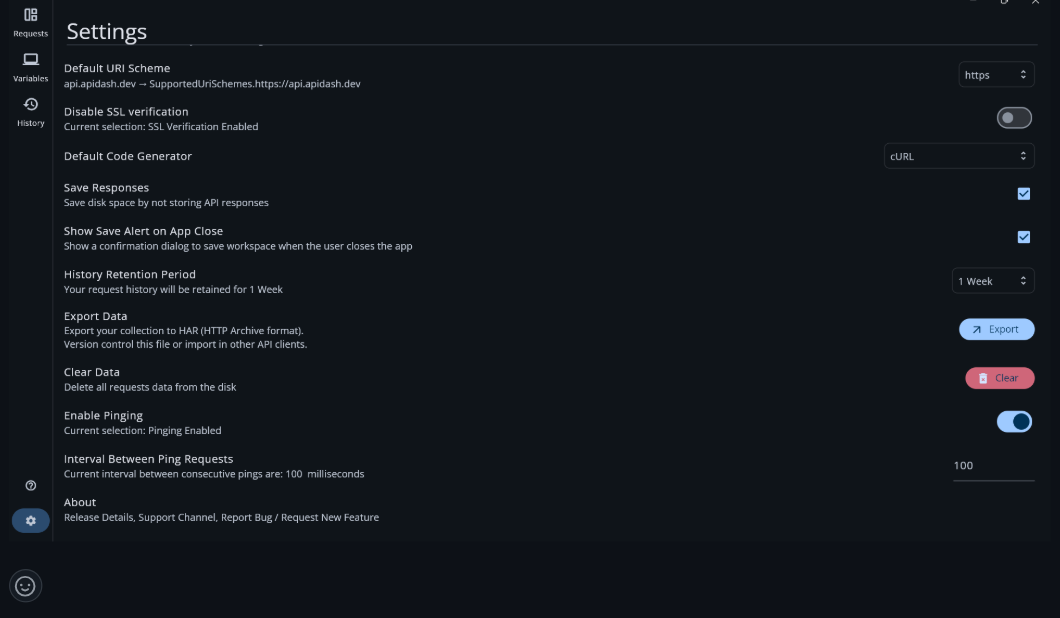 Requests
Variables
History
Settings
Default URI Scheme
api.apidash.dev → SupportedUriSchemes.https://api.apidash.dev
https
Disable SSL verification
Current selection: SSL Verification Enabled
Default Code Generator
cURL
Save Responses
Save disk space by not storing API responses
Show Save Alert on App Close
Show a confirmation dialog to save workspace when the user closes the app
History Retention Period
Your request history will be retained for 1 Week
1 Week
Export Data
Export your collection to HAR (HTTP Archive format).
Version control this file or import in other API clients.
Export
Clear Data
Delete all requests data from the disk
Clear
Enable Pinging
Current selection: Pinging Enabled
Interval Between Ping Requests
Current interval between consecutive pings are: 100 milliseconds
100
About
Release Details, Support Channel, Report Bug / Request New Feature